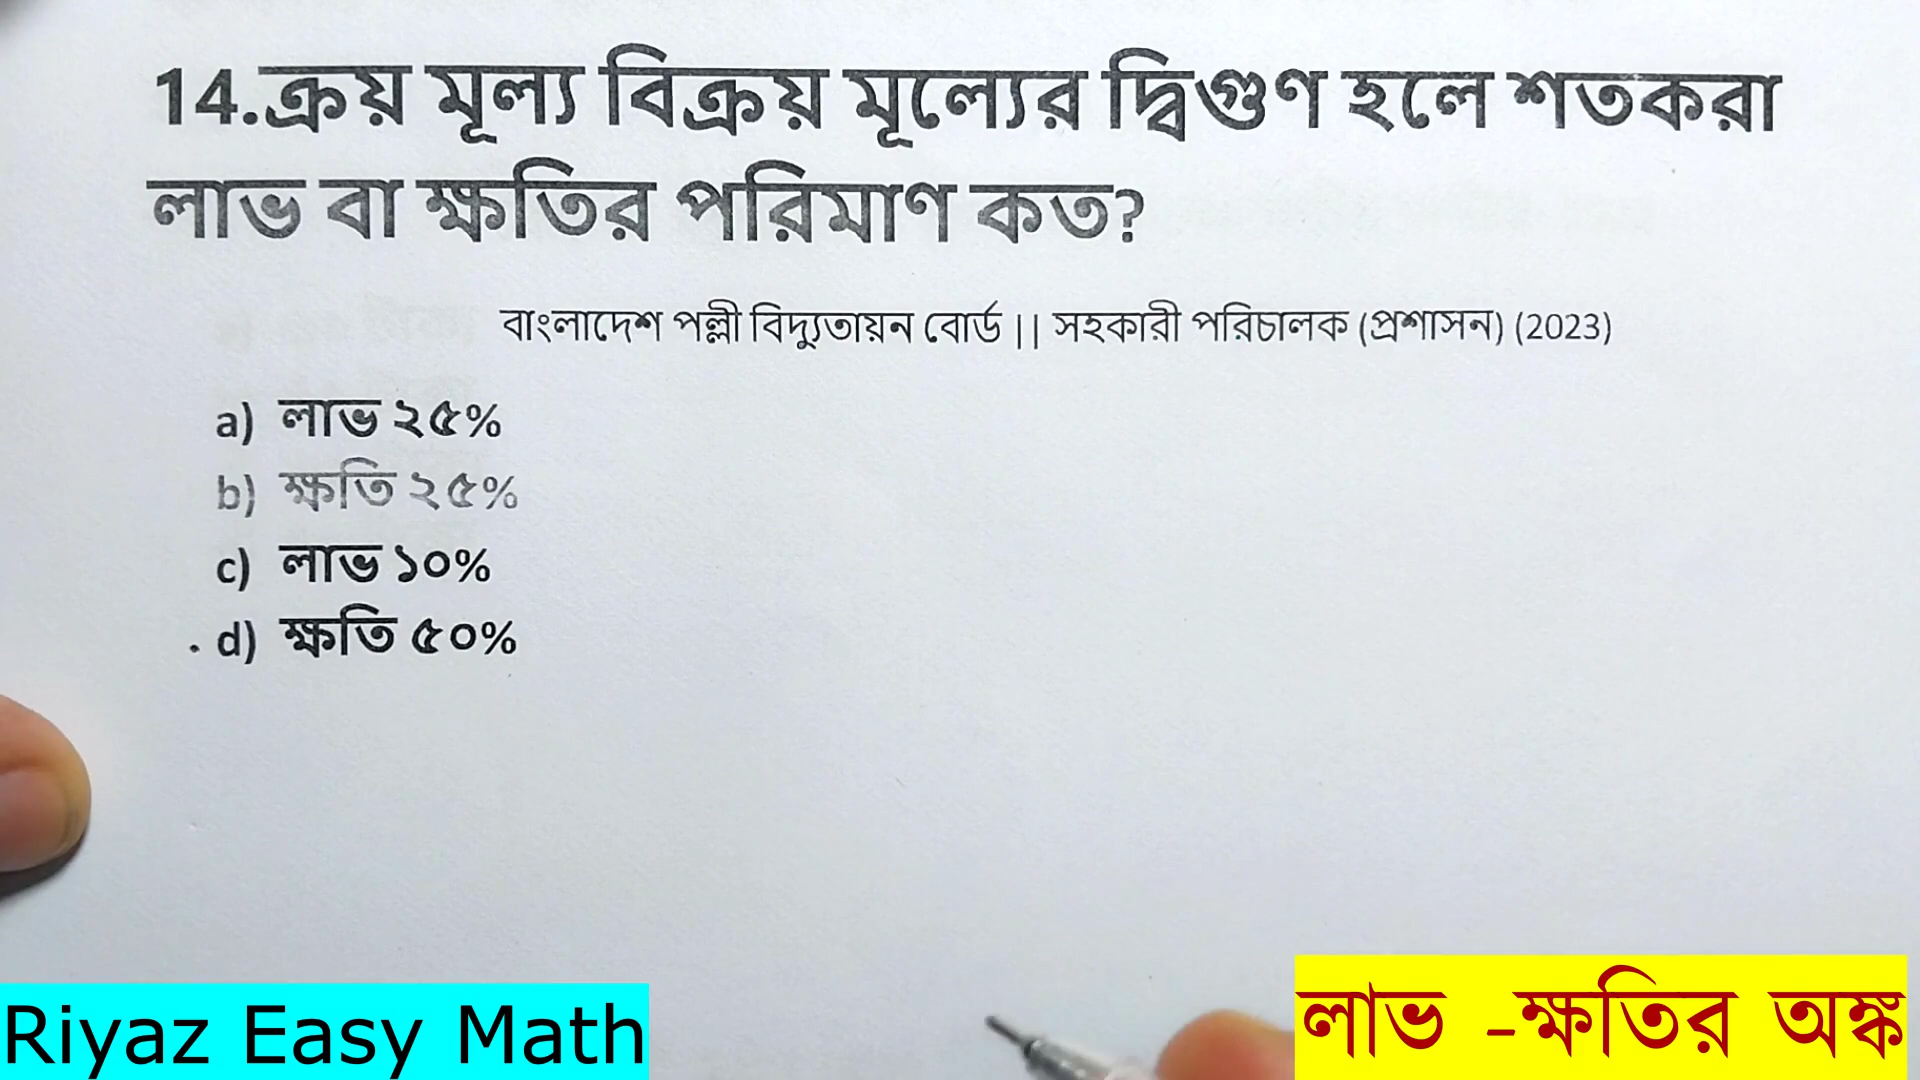 14.ক্রয় মূল্য বিক্রয় মূল্যের দ্বিগুণ হলে শতকরা
লাভ বা ক্ষতির পরিমাণ কত?
বাংলাদেশ পল্লী বিদ্যুতায়ন বোর্ড || সহকারী পরিচালক (প্রশাসন) (2023)
a) লাভ ২৫%
b) ক্ষতি ২৫%
c) লাভ ১০%
d) ক্ষতি ৫০%
Riyaz Easy Math
লাভ -ক্ষতির অঙ্ক